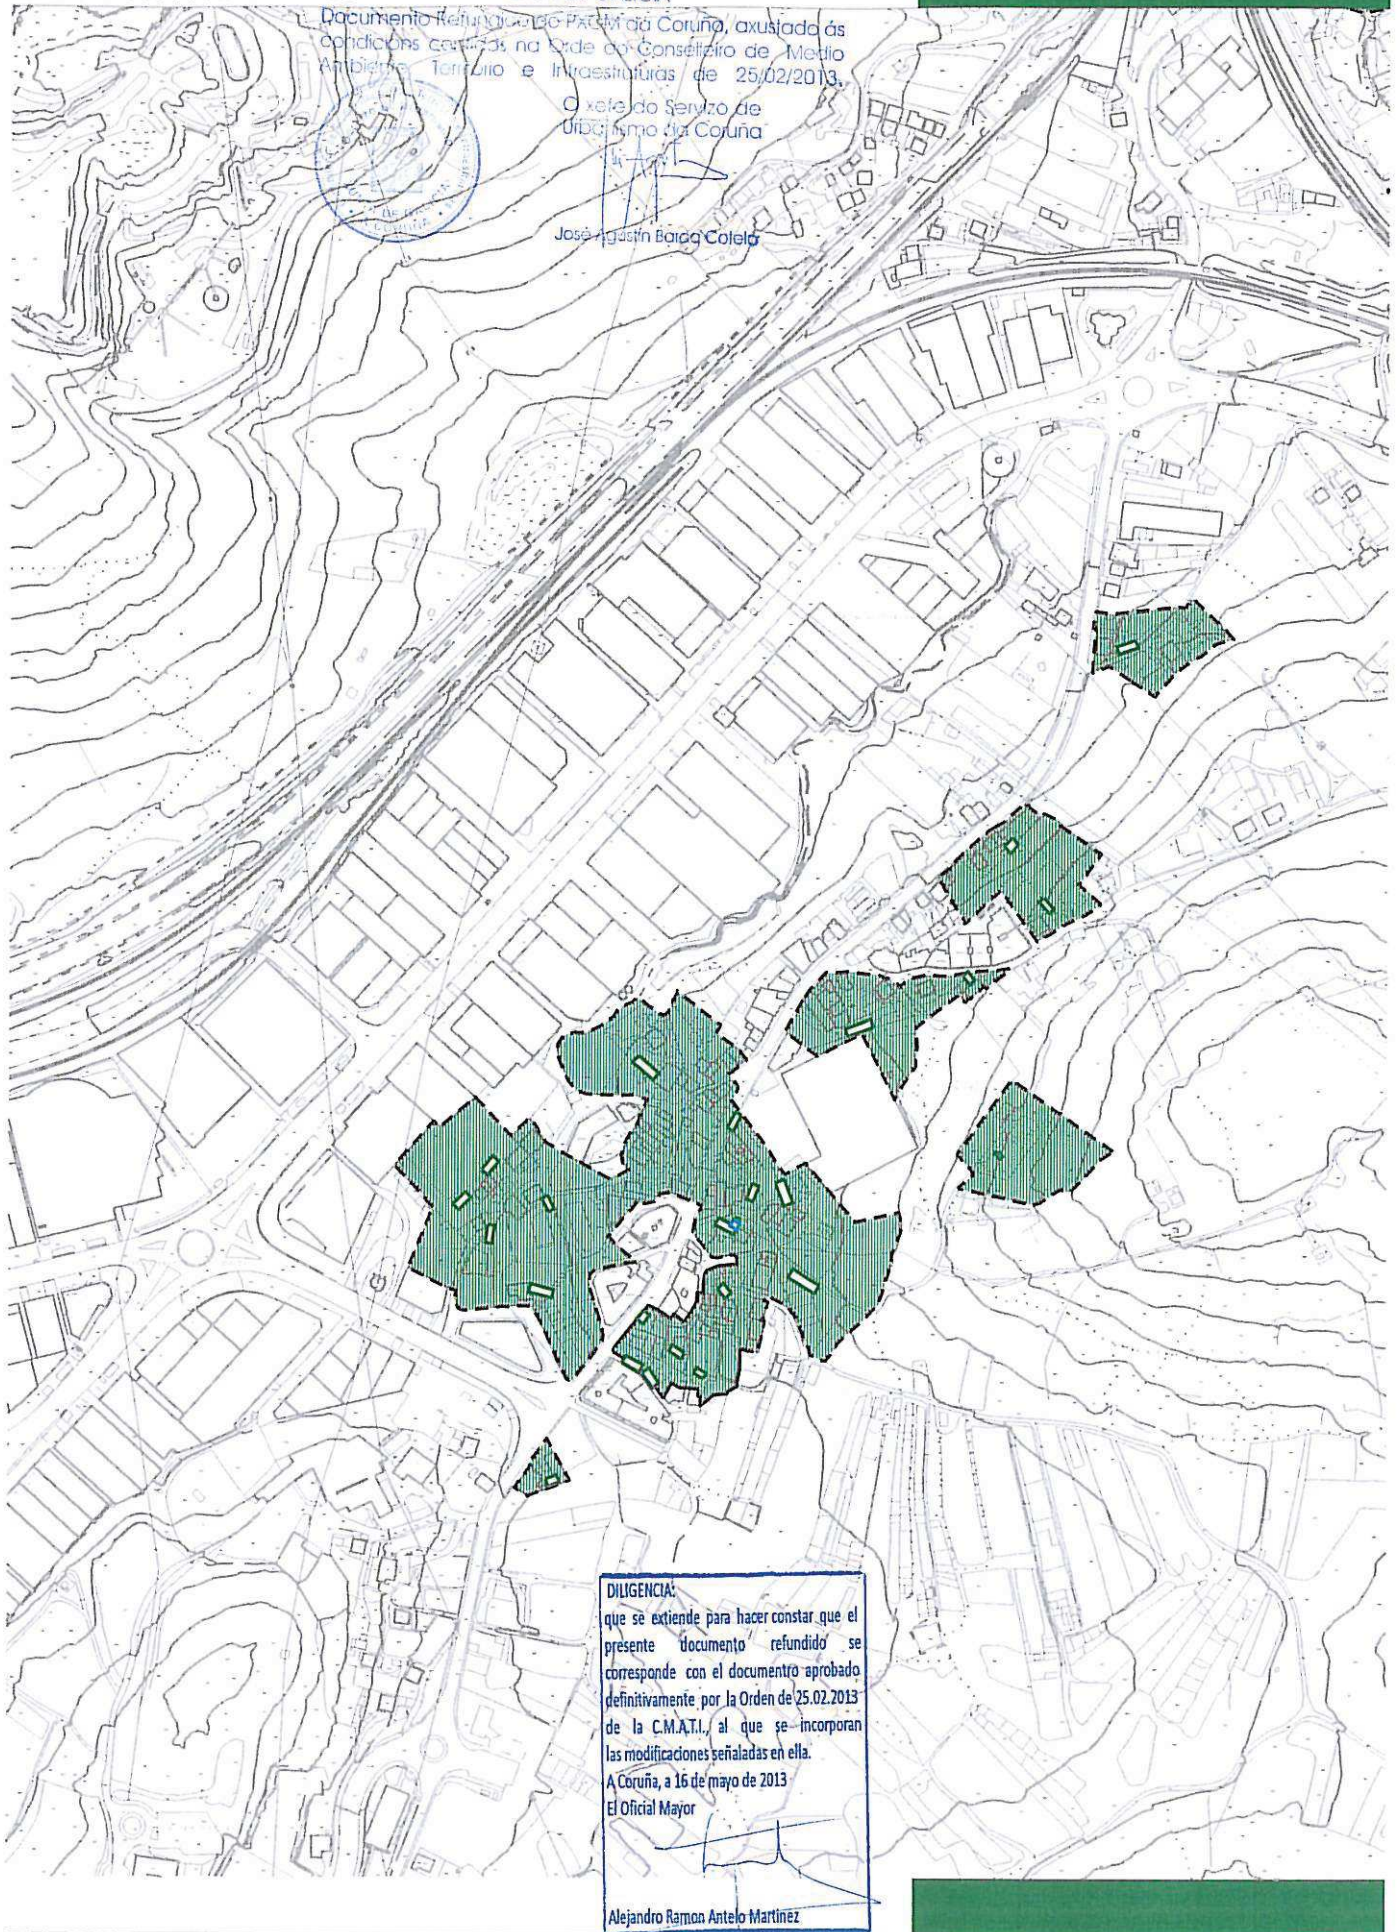 Documento Refundido do PXOM da Coruña, axustado ás
condicións contidas na Orde do Conselleiro de Medio
Ambiente, Territorio e Infraestruturas de 25/02/2013.
O xefe do Servizo de
Urbanismo da Coruña
José Agustín Bardg Cotelo
DE
CORUÑA
DILIGENCIA:
que se extiende para hacer constar que el
presente documento refundido se
corresponde con el documentro aprobado
definitivamente por la Orden de 25.02.2013
de la C.M.A.T.I., al que se incorporan
las modificaciones señaladas en ella.
A Coruña, a 16 de mayo de 2013
El Oficial Mayor
Alejandro Ramon Antelo Martinez